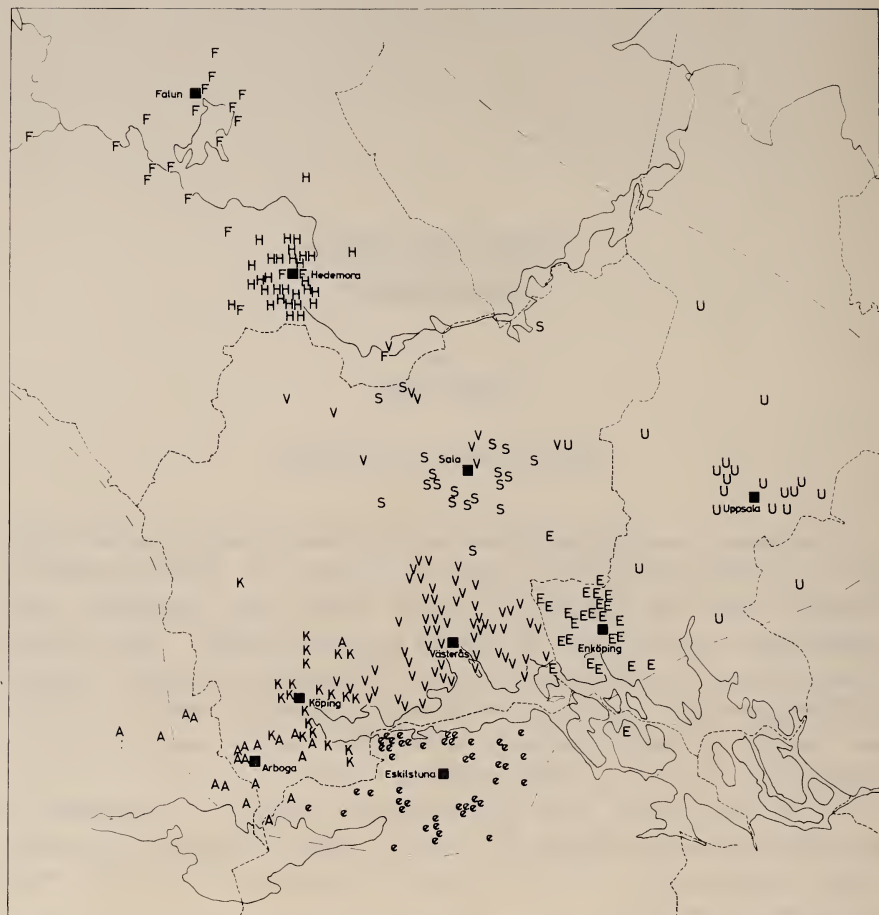 F
F
F
Falun
F
F
F
F
F
F
F
F
F
F
F
H
F
F
H
H H
H
H
H H H H H
H
H
F F Hedemora
H H H
H H
H H H H H H
H H H H H H
H F
H H
U
S
V
F
S
V
V
S
V
V
U
V
U
V
S S
V
V U
V
S
Sala
V
S
U
U U U
S
S S
S S S
U
U
U U U
U
S
S
S
S S S
S
U
Uppsala
U U
E
S
V V
V
V
V
V
U
K
V
E
U
E E E
E E
E E
E E E
E
E
E
U
V V V
V
V V V
V V V
K
K
A
K K
K
Västerås
E E
E E
Enköping
V
V
V
E
E E
E E
K K
K K
K
K K K
V
V
Köping
V V
V V
K
A A
K
A
A
K K
A
K
K
A
E
A
A A
A
A A
Arboga
A
K
K
K
e
e
e e
e e e
Eskilstuna
e
e
A A
A
A
A
A
e
e
e e
e
e
e e e
e
e
e
e
e